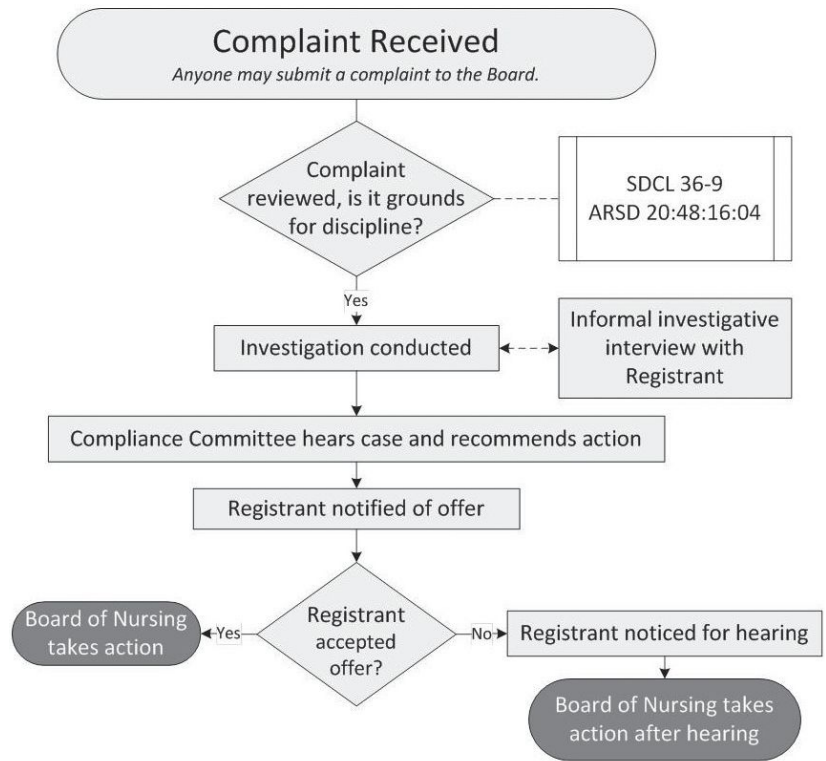 Complaint Received
Anyone may submit a complaint to the Board.
Complaint
reviewed, is it grounds
for discipline?
SDCL 36-9
ARSD 20:48:16:04
Yes
Investigation conducted
Informal investigative
interview with
Registrant
Compliance Committee hears case and recommends action
Registrant notified of offer
Registrant
accepted
offer?
Yes
Board of Nursing
takes action
No
Registrant noticed for hearing
Board of Nursing takes
action after hearing